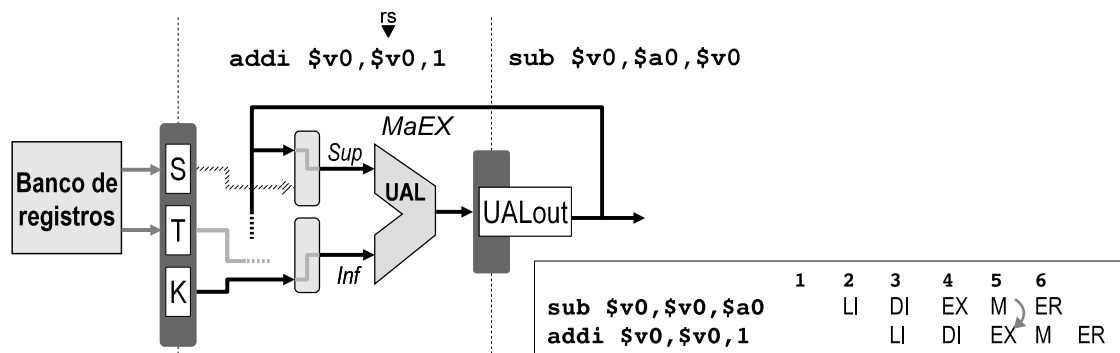 rs
addi $v0,$v0,1
sub $v0,$a0,$v0
MaEX
Banco de
registros
S
T
K
Sup
Inf
UAL
UALout
1 2 3 4 5 6
sub $v0,$v0,$a0 LI DI EX M ER
addi $v0,$v0,1 LI DI EX M ER